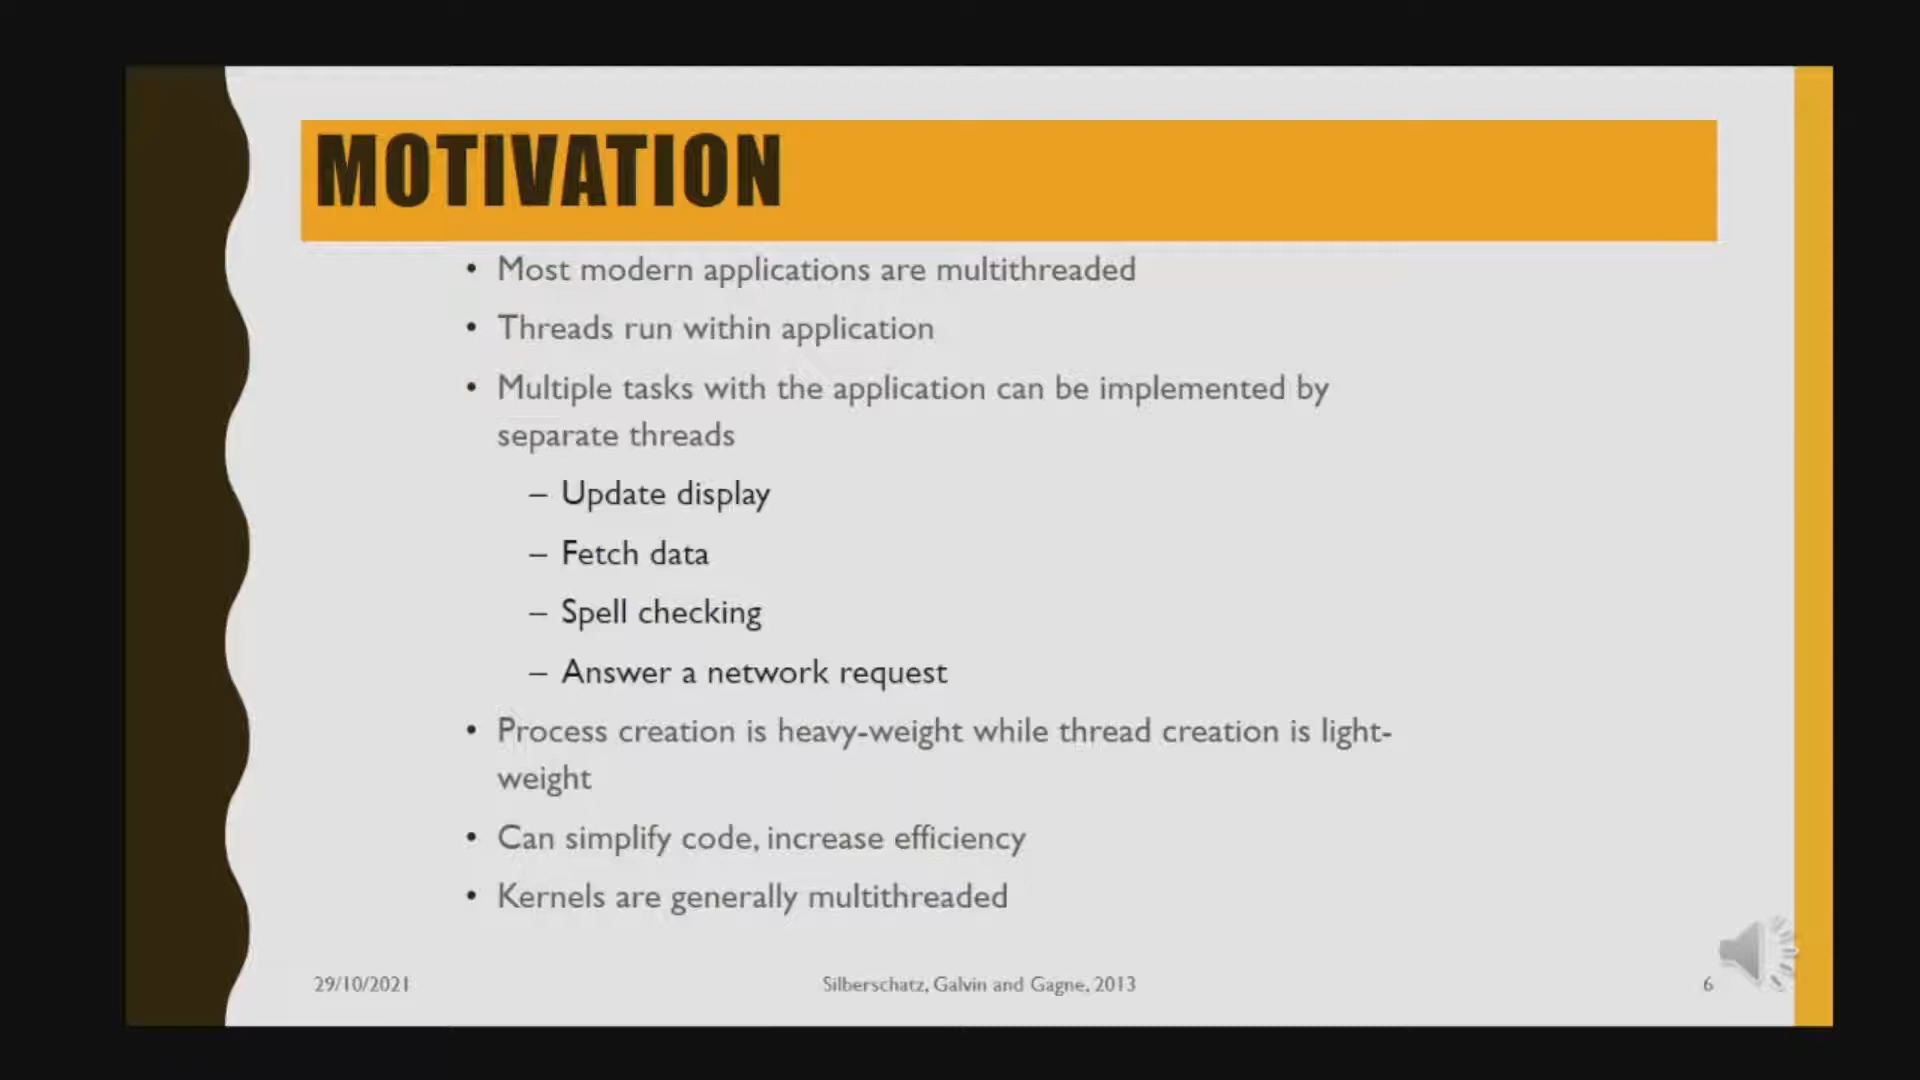 MOTIVATION
• Most modern applications are multithreaded
• Threads run within application
• Multiple tasks with the application can be implemented by
separate threads
– Update display
– Fetch data
– Spell checking
– Answer a network request
• Process creation is heavy-weight while thread creation is light-
weight
• Can simplify code, increase efficiency
• Kernels are generally multithreaded
29/10/2021
Silberschatz, Galvin and Gagne, 2013
6